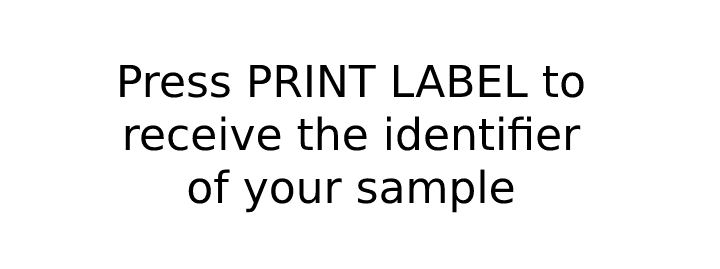 Press PRINT LABEL to
receive the identifier
of your sample